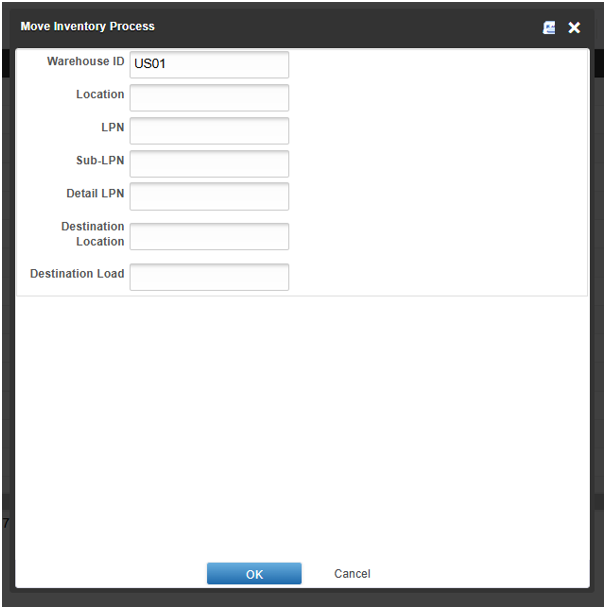 Move Inventory Process
Warehouse ID US01
Location
LPN
Sub-LPN
Detail LPN
Destination
Location
Destination Load
7
OK Cancel